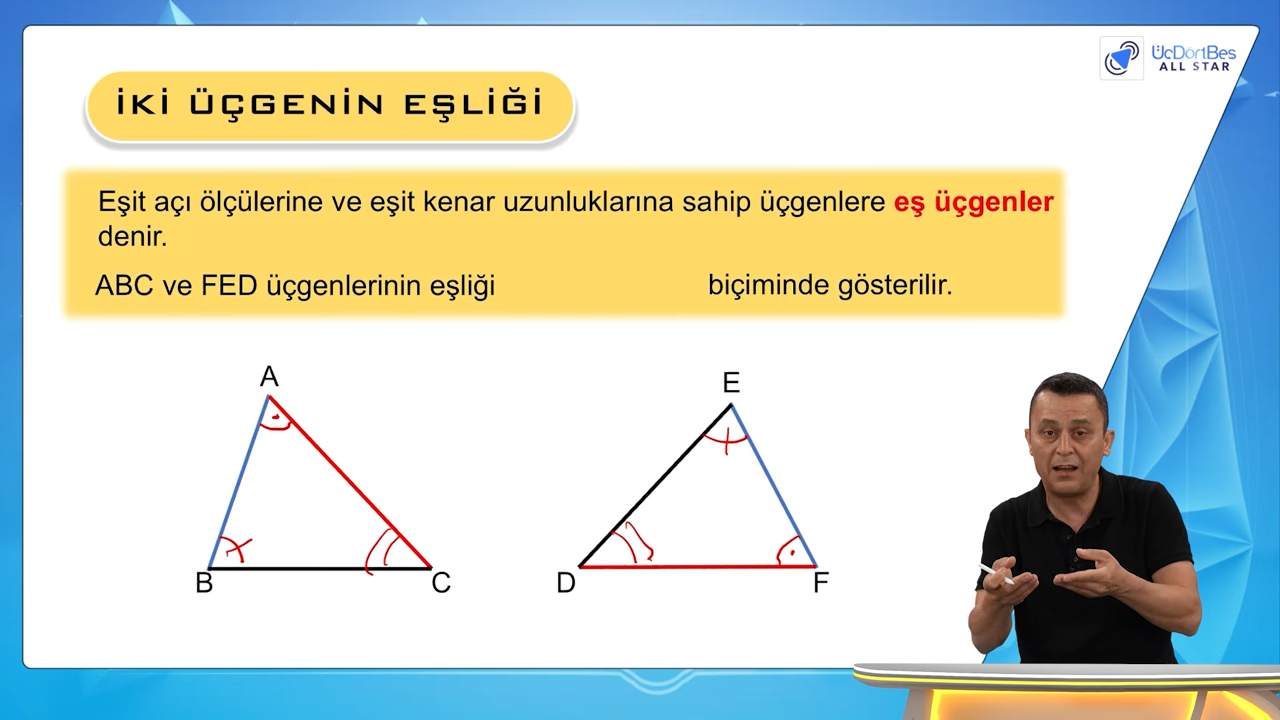 ÜçDörtBeş
ALL STAR
İKİ ÜÇGENİN EŞLİĞİ
Eşit açı ölçülerine ve eşit kenar uzunluklarına sahip üçgenlere eş üçgenler
denir.
ABC ve FED üçgenlerinin eşliği biçiminde gösterilir.
A
E
B
C
D
F